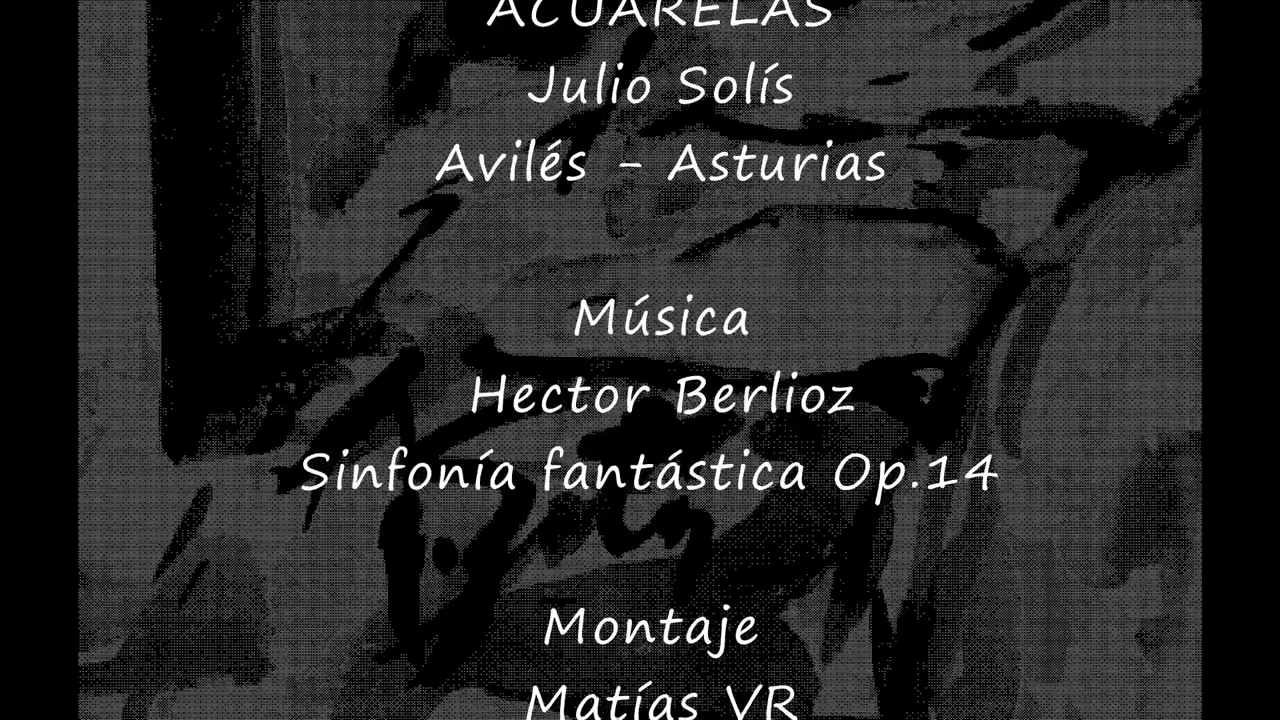 ACUARELAS
Julio Solís
Avilés - Asturias
Música
Hector Berlioz
Sinfonía fantástica Op.14
Montaje
Matías VR